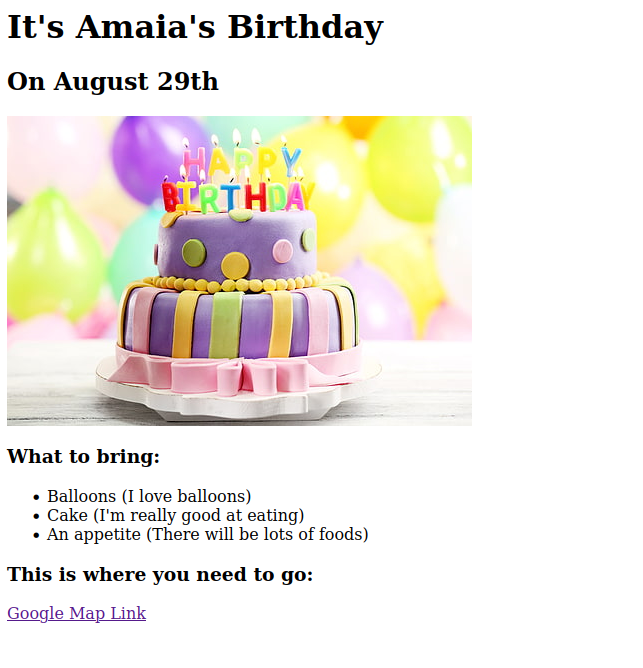 It's Amaia's Birthday
On August 29th
HAPPY
BIRTHDAY
What to bring:
Balloons (I love balloons)
Cake (I'm really good at eating)
An appetite (There will be lots of foods)
This is where you need to go:
Google Map Link